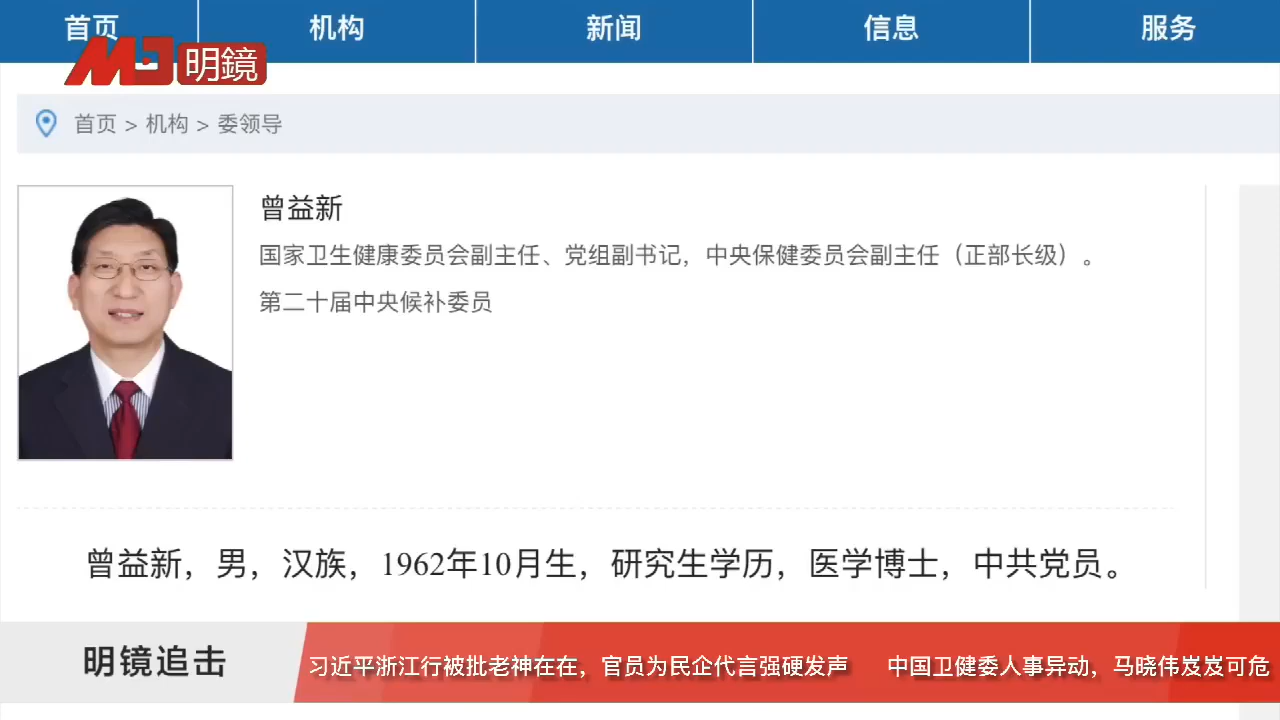 首页 机构 新闻 信息 服务
MJ 明鏡
首页 > 机构 > 委领导
曾益新
国家卫生健康委员会副主任、党组副书记，中央保健委员会副主任（正部长级）。
第二十届中央候补委员
曾益新，男，汉族，1962年10月生，研究生学历，医学博士，中共党员。
明镜追击
习近平浙江行被批老神在在，官员为民企代言强硬发声 中国卫健委人事异动，马晓伟岌岌可危